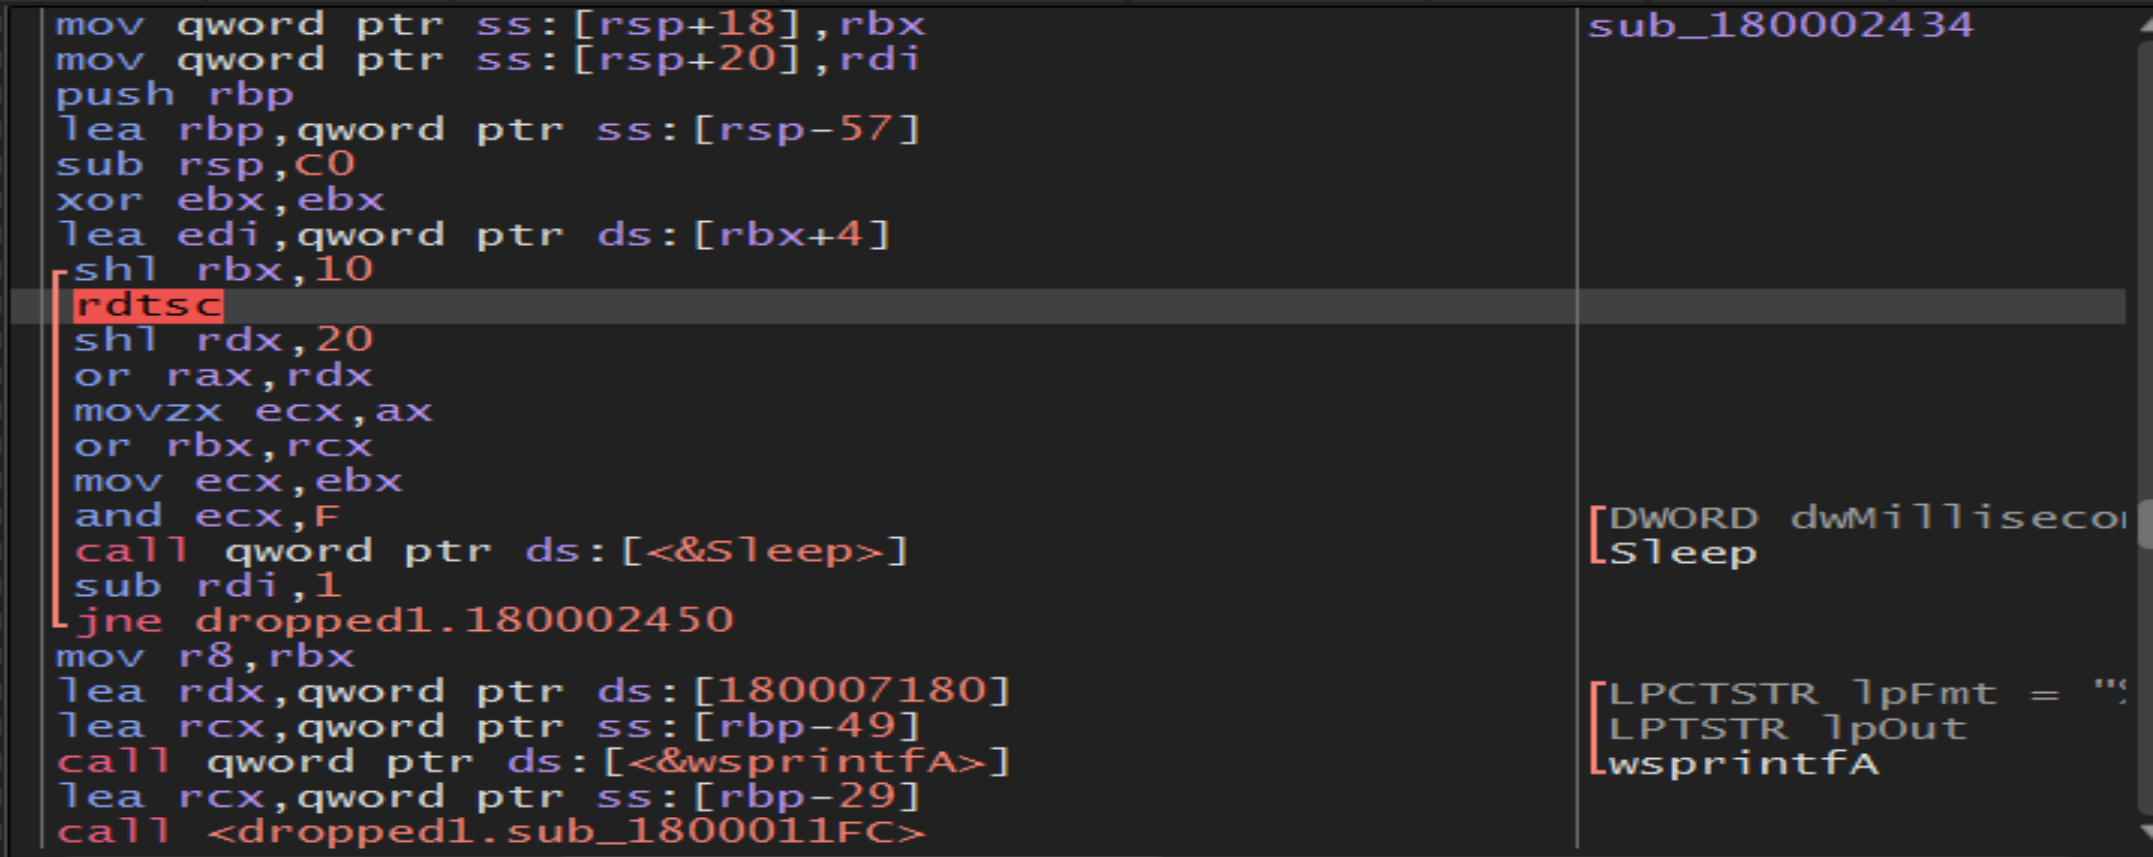 mov qword ptr ss:[rsp+18],rbx sub_180002434
mov qword ptr ss:[rsp+20],rdi
push rbp
lea rbp,qword ptr ss:[rsp-57]
sub rsp,C0
xor ebx,ebx
lea edi,qword ptr ds:[rbx+4]
shl rbx,10
rdtsc
shl rdx,20
or rax,rdx
movzx ecx,ax
or rbx,rcx
mov ecx,ebx
and ecx,F DWORD dwMillisecon
call qword ptr ds:[<&Sleep>] Sleep
sub rdi,1
jne dropped1.180002450
mov r8,rbx
lea rdx,qword ptr ds:[180007180] LPCTSTR lpFmt = "
lea rcx,qword ptr ss:[rbp-49] LPTSTR lpOut
call qword ptr ds:[<&wsprintfA>] wsprintfA
lea rcx,qword ptr ss:[rbp-29]
call <dropped1.sub_1800011FC>